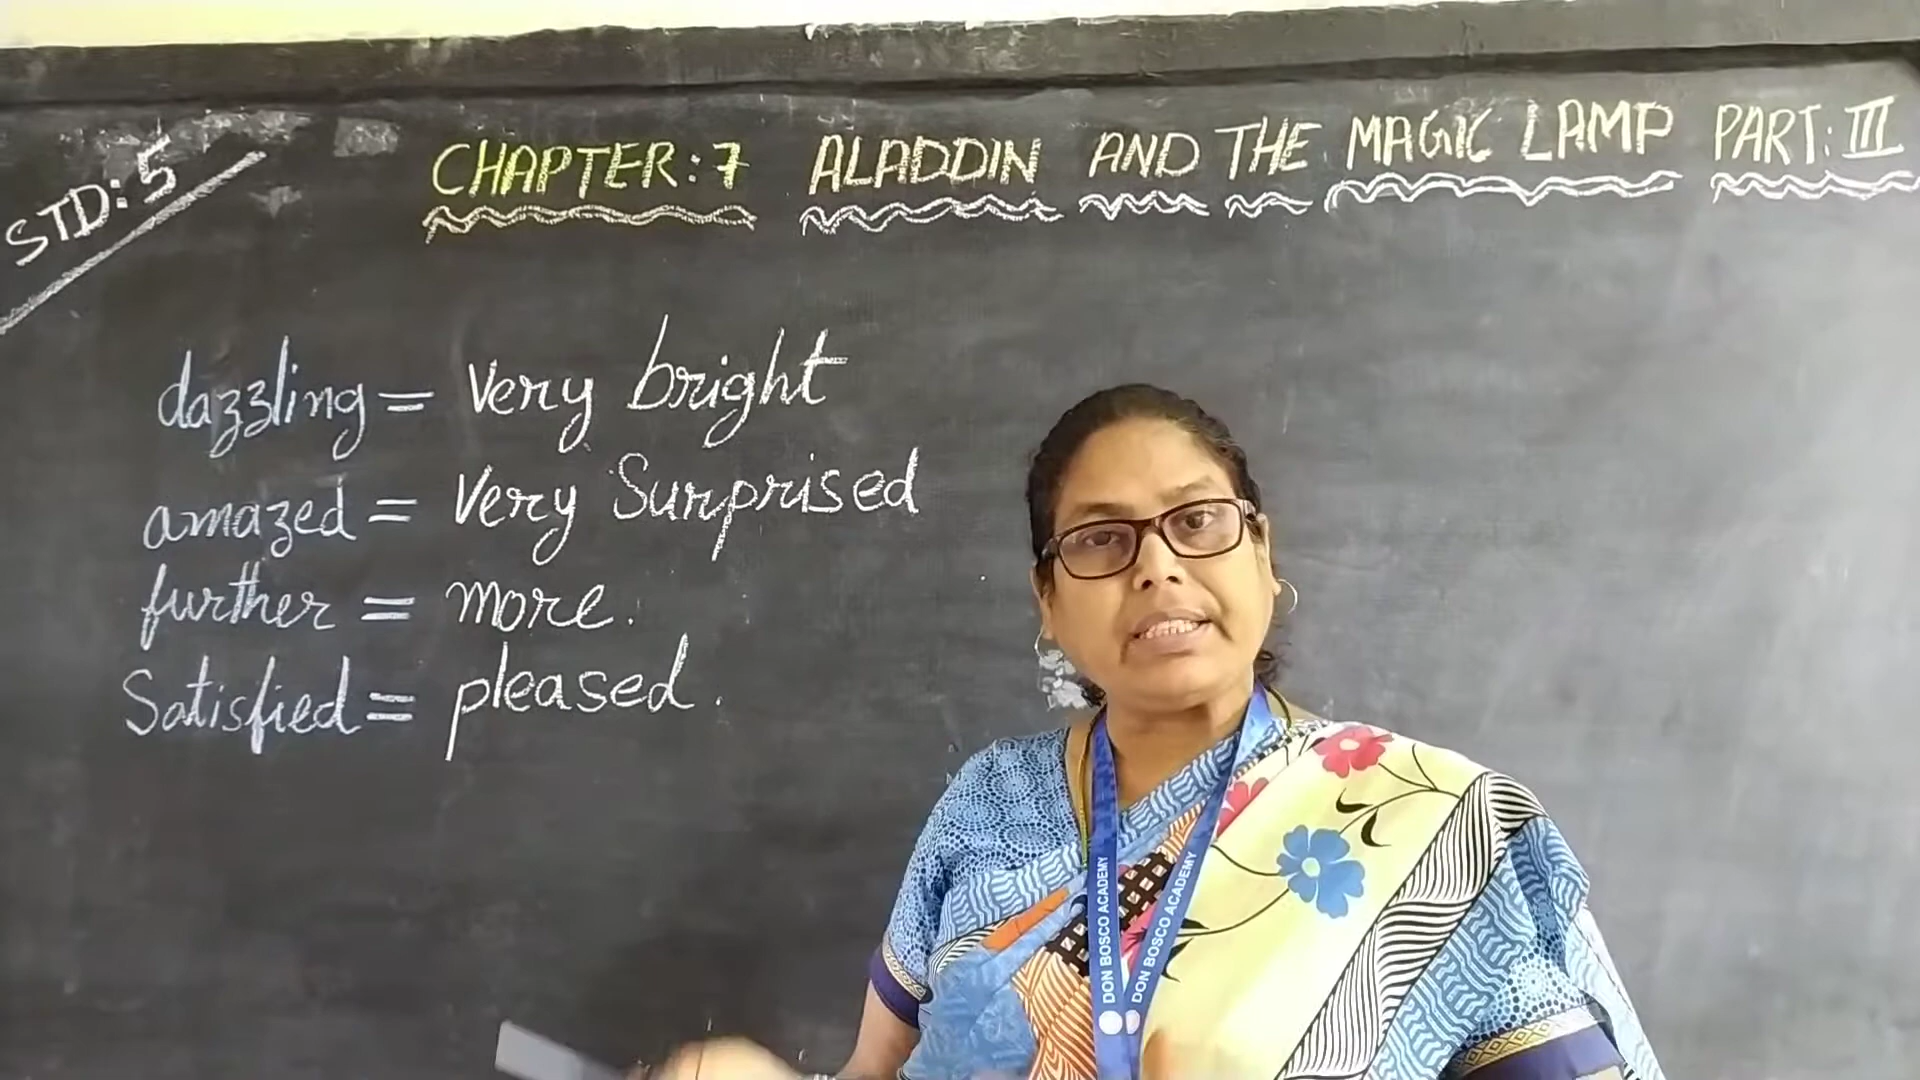 STD: 5
CHAPTER: 7 ALADDIN AND THE MAGIC LAMP PART: III
dazzling = Very bright
amazed = Very Surprised
further = more.
Satisfied = pleased.
DON BOSCO ACADEMY
DON BOSCO ACADEMY